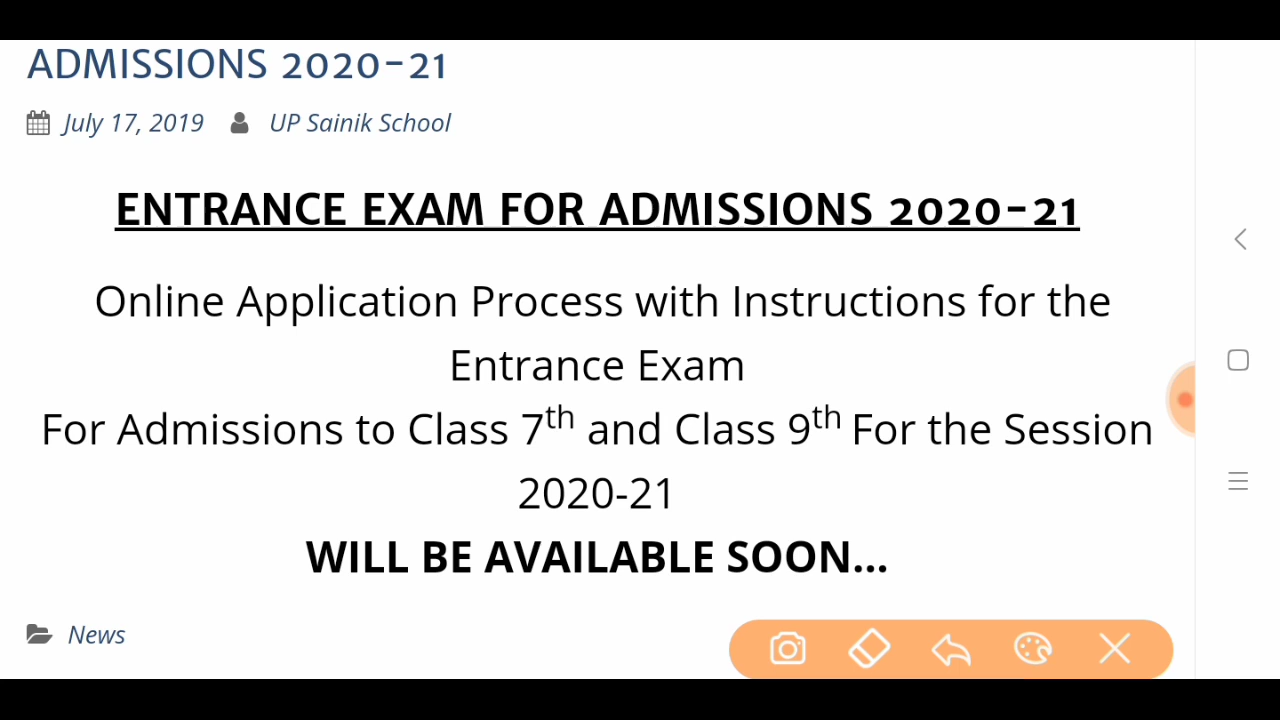 ADMISSIONS 2020-21
July 17, 2019 UP Sainik School
ENTRANCE EXAM FOR ADMISSIONS 2020-21
Online Application Process with Instructions for the
Entrance Exam
For Admissions to Class 7th and Class 9th For the Session
2020-21
WILL BE AVAILABLE SOON...
News